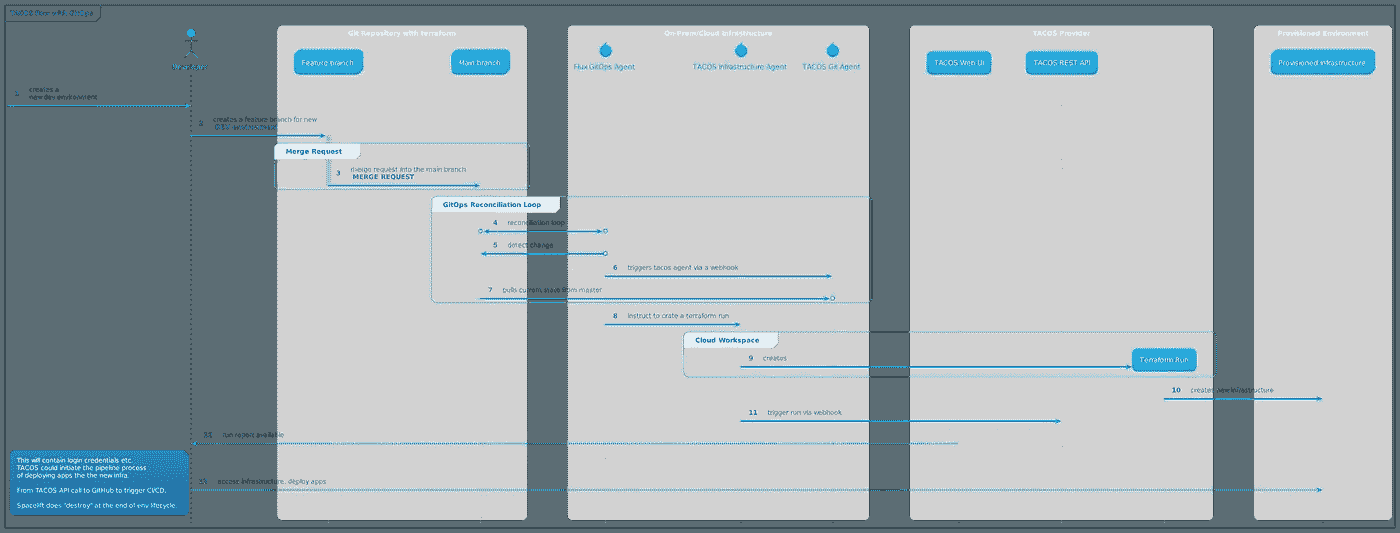 TACOS flow with GitOps
Git Repository with terraform
On-Prem/Cloud Infrastructure
TACOS Provider
Provisioned Environment
Feature branch
Main branch
Flux GitOps Agent
TACOS Infrastructure Agent
TACOS Git Agent
TACOS Web UI
TACOS REST API
Provisioned Infrastructure
1 creates a
new dev environment
2 creates a feature branch for new
Merge Request
3 merge request into the main branch
MERGE REQUEST
GitOps Reconciliation Loop
4 reconciliation loop
5 detect change
6 triggers tacos agent via a webhook
7 pulls current state from master
8 instruct to crate a terraform run
Cloud Workspace
9 creates
Terraform Run
10 creates new infrastructure
11 trigger run via webhook
run report available
This will contain login credentials etc.
TACOS could initiate the pipeline process
of deploying apps the the new infra.
From TACOS API call to GitHub to trigger CI/CD.
Spacelift does "destroy" at the end of env lifecycle.
access infrastructure, deploy apps